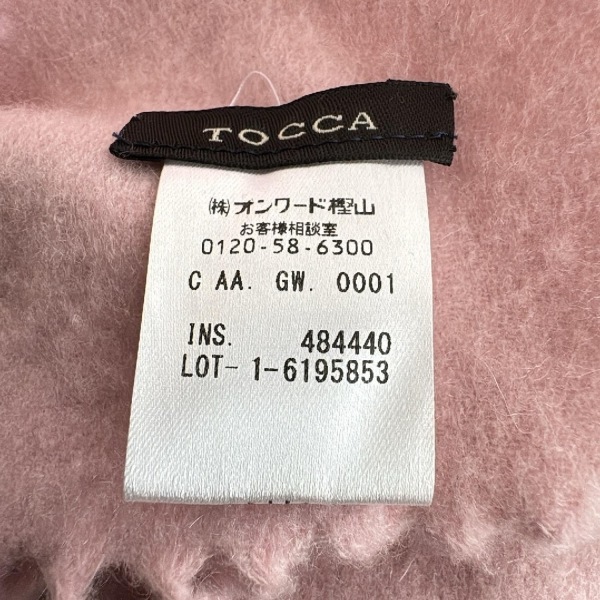 TOCCA
㈱オンワード樫山
お客様相談室
0120-58-6300
C AA. GW. 0001
INS. 484440
LOT- 1-6195853